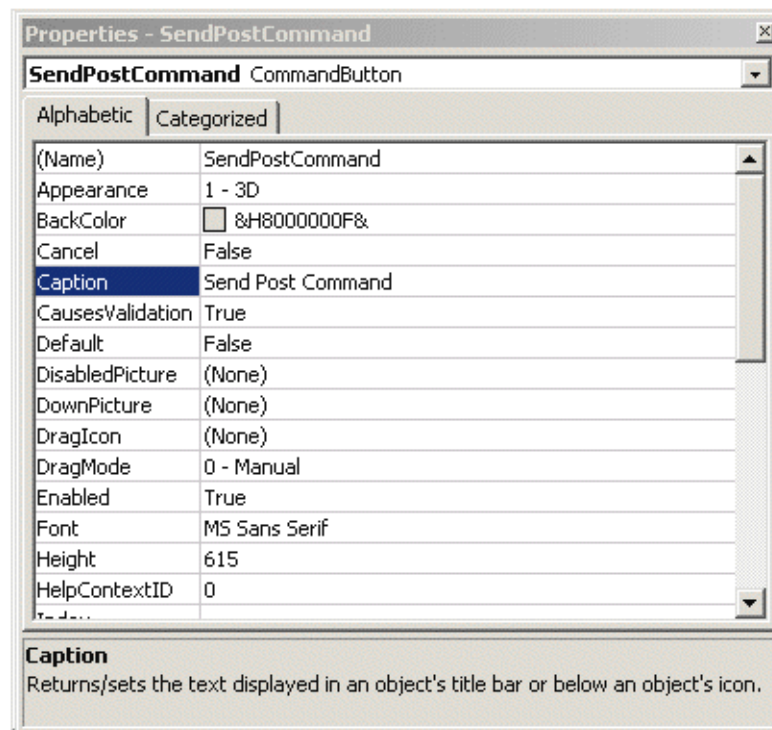 Properties - SendPostCommand
SendPostCommand CommandButton
Alphabetic Categorized
(Name) SendPostCommand
Appearance 1 - 3D
BackColor &H8000000F&
Cancel False
Caption Send Post Command
CausesValidation True
Default False
DisabledPicture (None)
DownPicture (None)
DragIcon (None)
DragMode 0 - Manual
Enabled True
Font MS Sans Serif
Height 615
HelpContextID 0
Caption
Returns/sets the text displayed in an object's title bar or below an object's icon.